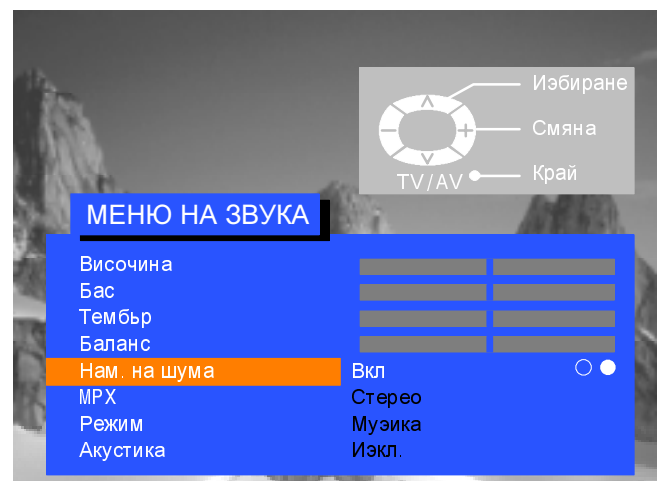 Иэбиране
Смяна
TV/AV Край
МЕНЮ НА ЗВУКА
Височина
Бас
Тембьр
Баланс
Нам. на шума Вкл
MPX Стерео
Режим Муэика
Акустика Иэкл.